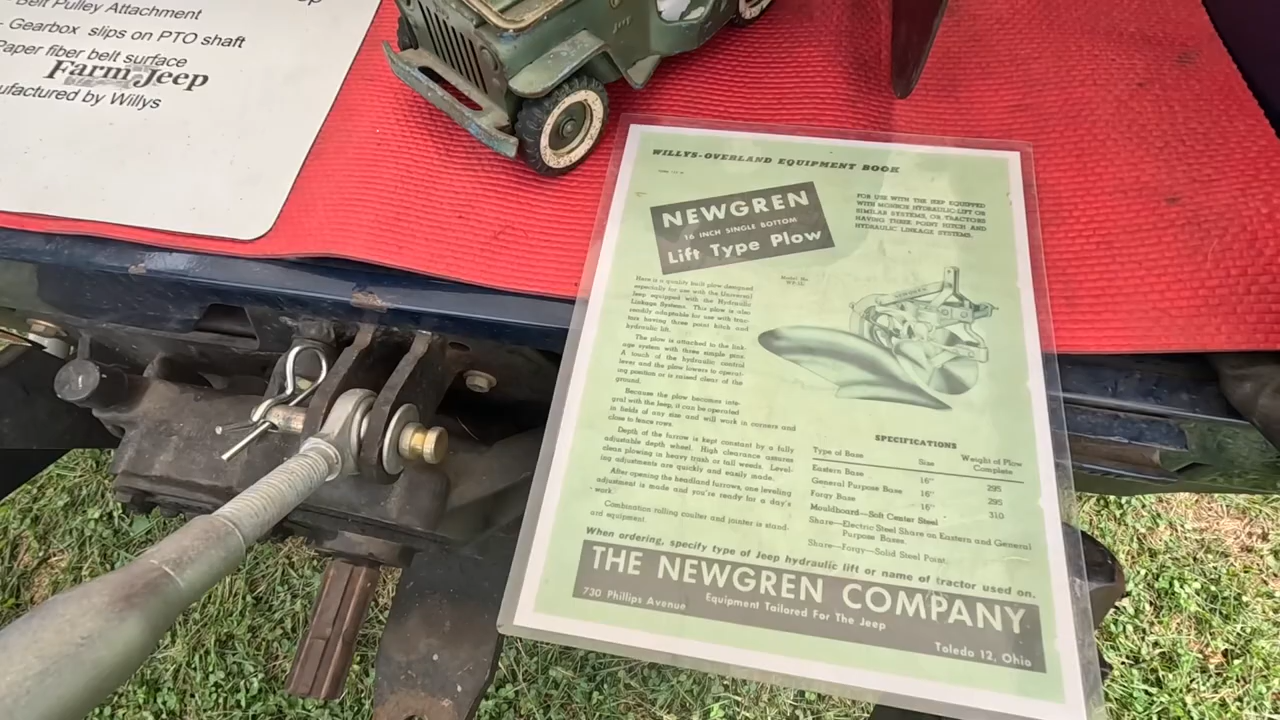 Belt Pulley Attachment
- Gearbox slips on PTO shaft
Paper fiber belt surface
Farm-Jeep
ufactured by Willys
Jeep
WILLYS-OVERLAND EQUIPMENT BOOK
NEWGREN
16 INCH SINGLE BOTTOM
Lift Type Plow
FOR USE WITH THE JEEP EQUIPPED
WITH MONROE HYDRAULIC-LIFT OR
SIMILAR SYSTEMS, OR TRACTORS
HAVING THREE POINT HITCH AND
HYDRAULIC LINKAGE SYSTEMS.
Here is a quality built plow designed
especially for use with the Universal
Jeep equipped with the Hydraulic
Linkage Systems. This plow is also
readily adaptable for use with trac-
tors having three point hitch and
hydraulic lift.
Model No.
The plow is attached to the link-
age system with three simple pins.
A touch of the hydraulic control
lever and the plow lowers to operat-
ing position or is raised clear of the
ground.
Because the plow becomes inte-
gral with the Jeep, it can be operated
in fields of any size and will work in corners and
close to fence rows.
Depth of the furrow is kept constant by a fully
adjustable depth wheel. High clearance assures
clean plowing in heavy trash or tall weeds. Level-
ing adjustments are quickly and easily made.
After opening the headland furrows, one leveling
adjustment is made and you're ready for a day's
work.
Combination rolling coulter and jointer is stand-
ard equipment.
SPECIFICATIONS
Type of Base Size Weight of Plow Complete
Eastern Base 16" 295
General Purpose Base 16" 295
Forgy Base 16" 310
Mouldboard—Soft Center Steel
Share—Electric Steel Share on Eastern and General
Purpose Bases.
Share—Forgy—Solid Steel Point.
When ordering, specify type of Jeep hydraulic lift or name of tractor used on.
THE NEWGREN COMPANY
730 Phillips Avenue Equipment Tailored For The Jeep Toledo 12, Ohio